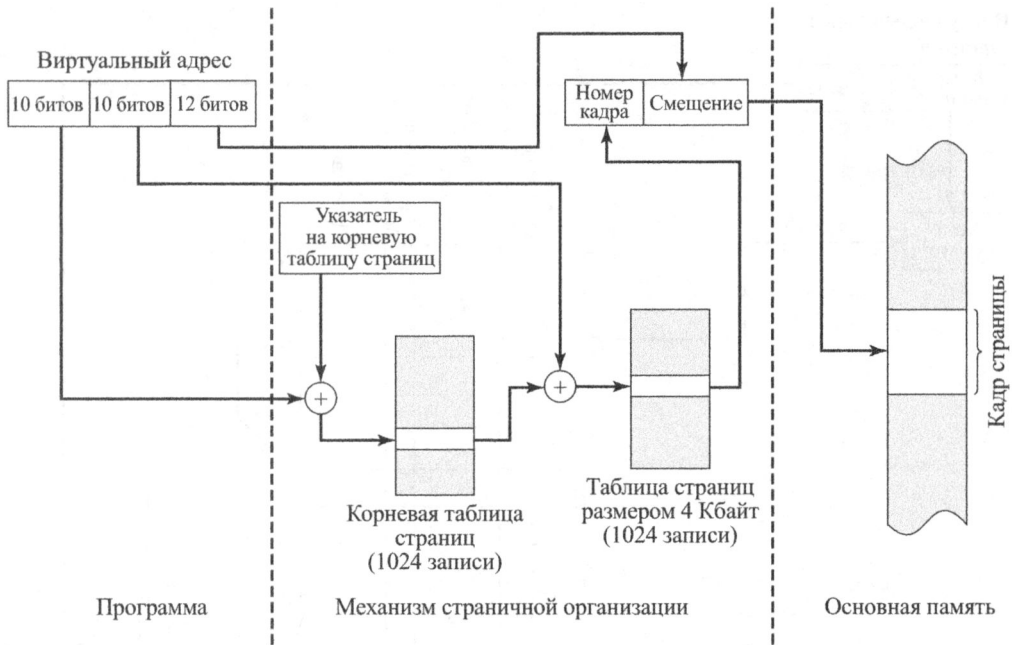 Виртуальный адрес
10 битов 10 битов 12 битов
Номер
кадра
Смещение
Указатель
на корневую
таблицу страниц
+
+
Кадр страницы
Корневая таблица
страниц
(1024 записи)
Таблица страниц
размером 4 Кбайт
(1024 записи)
Программа
Механизм страничной организации
Основная память